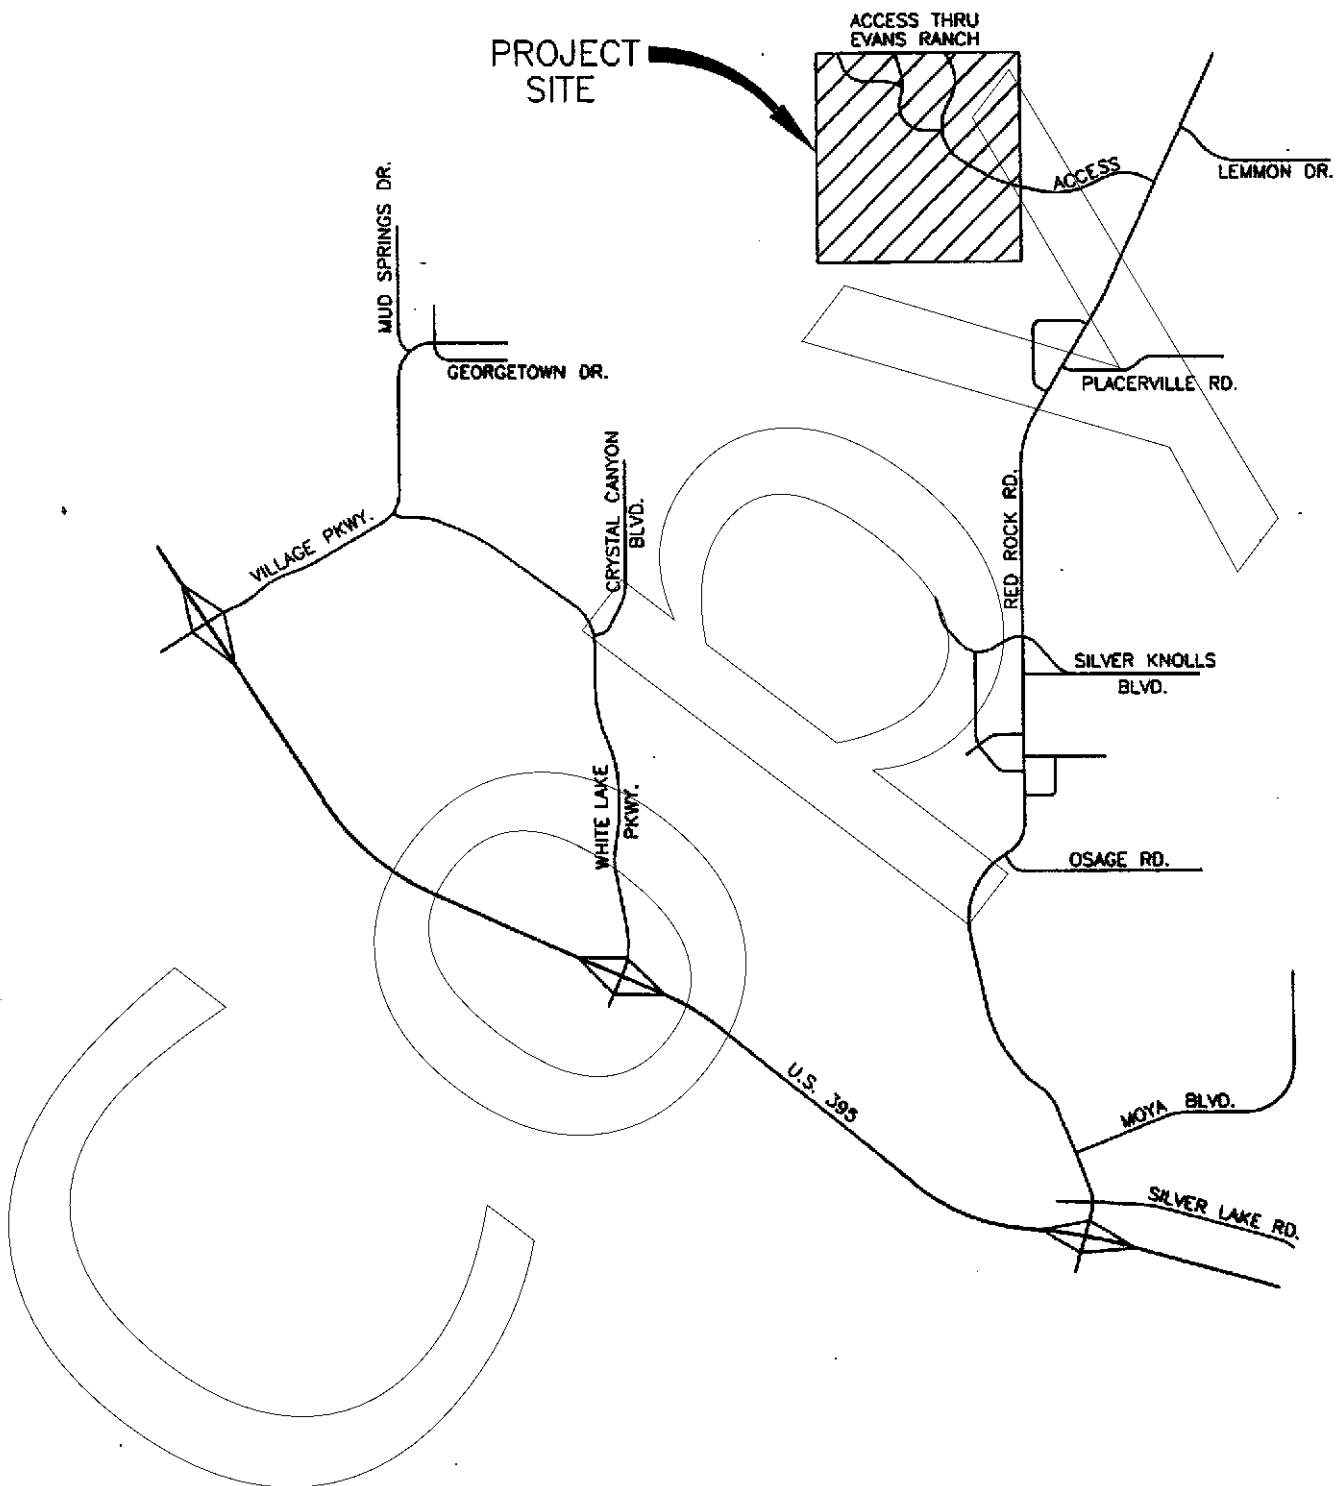 ACCESS THRU
EVANS RANCH
PROJECT
SITE
ACCESS
LEMMON DR.
MUD SPRINGS DR.
GEORGETOWN DR.
PLACERVILLE RD.
CRYSTAL CANYON
BLVD.
RED ROCK RD.
VILLAGE PKWY.
SILVER KNOLLS
BLVD.
WHITE LAKE
PKWY.
OSAGE RD.
U.S. 395
MOYA BLVD.
SILVER LAKE RD.
COPY